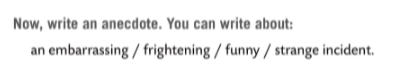 Now, write an anecdote. You can write about:
an embarrassing / frightening / funny / strange incident.